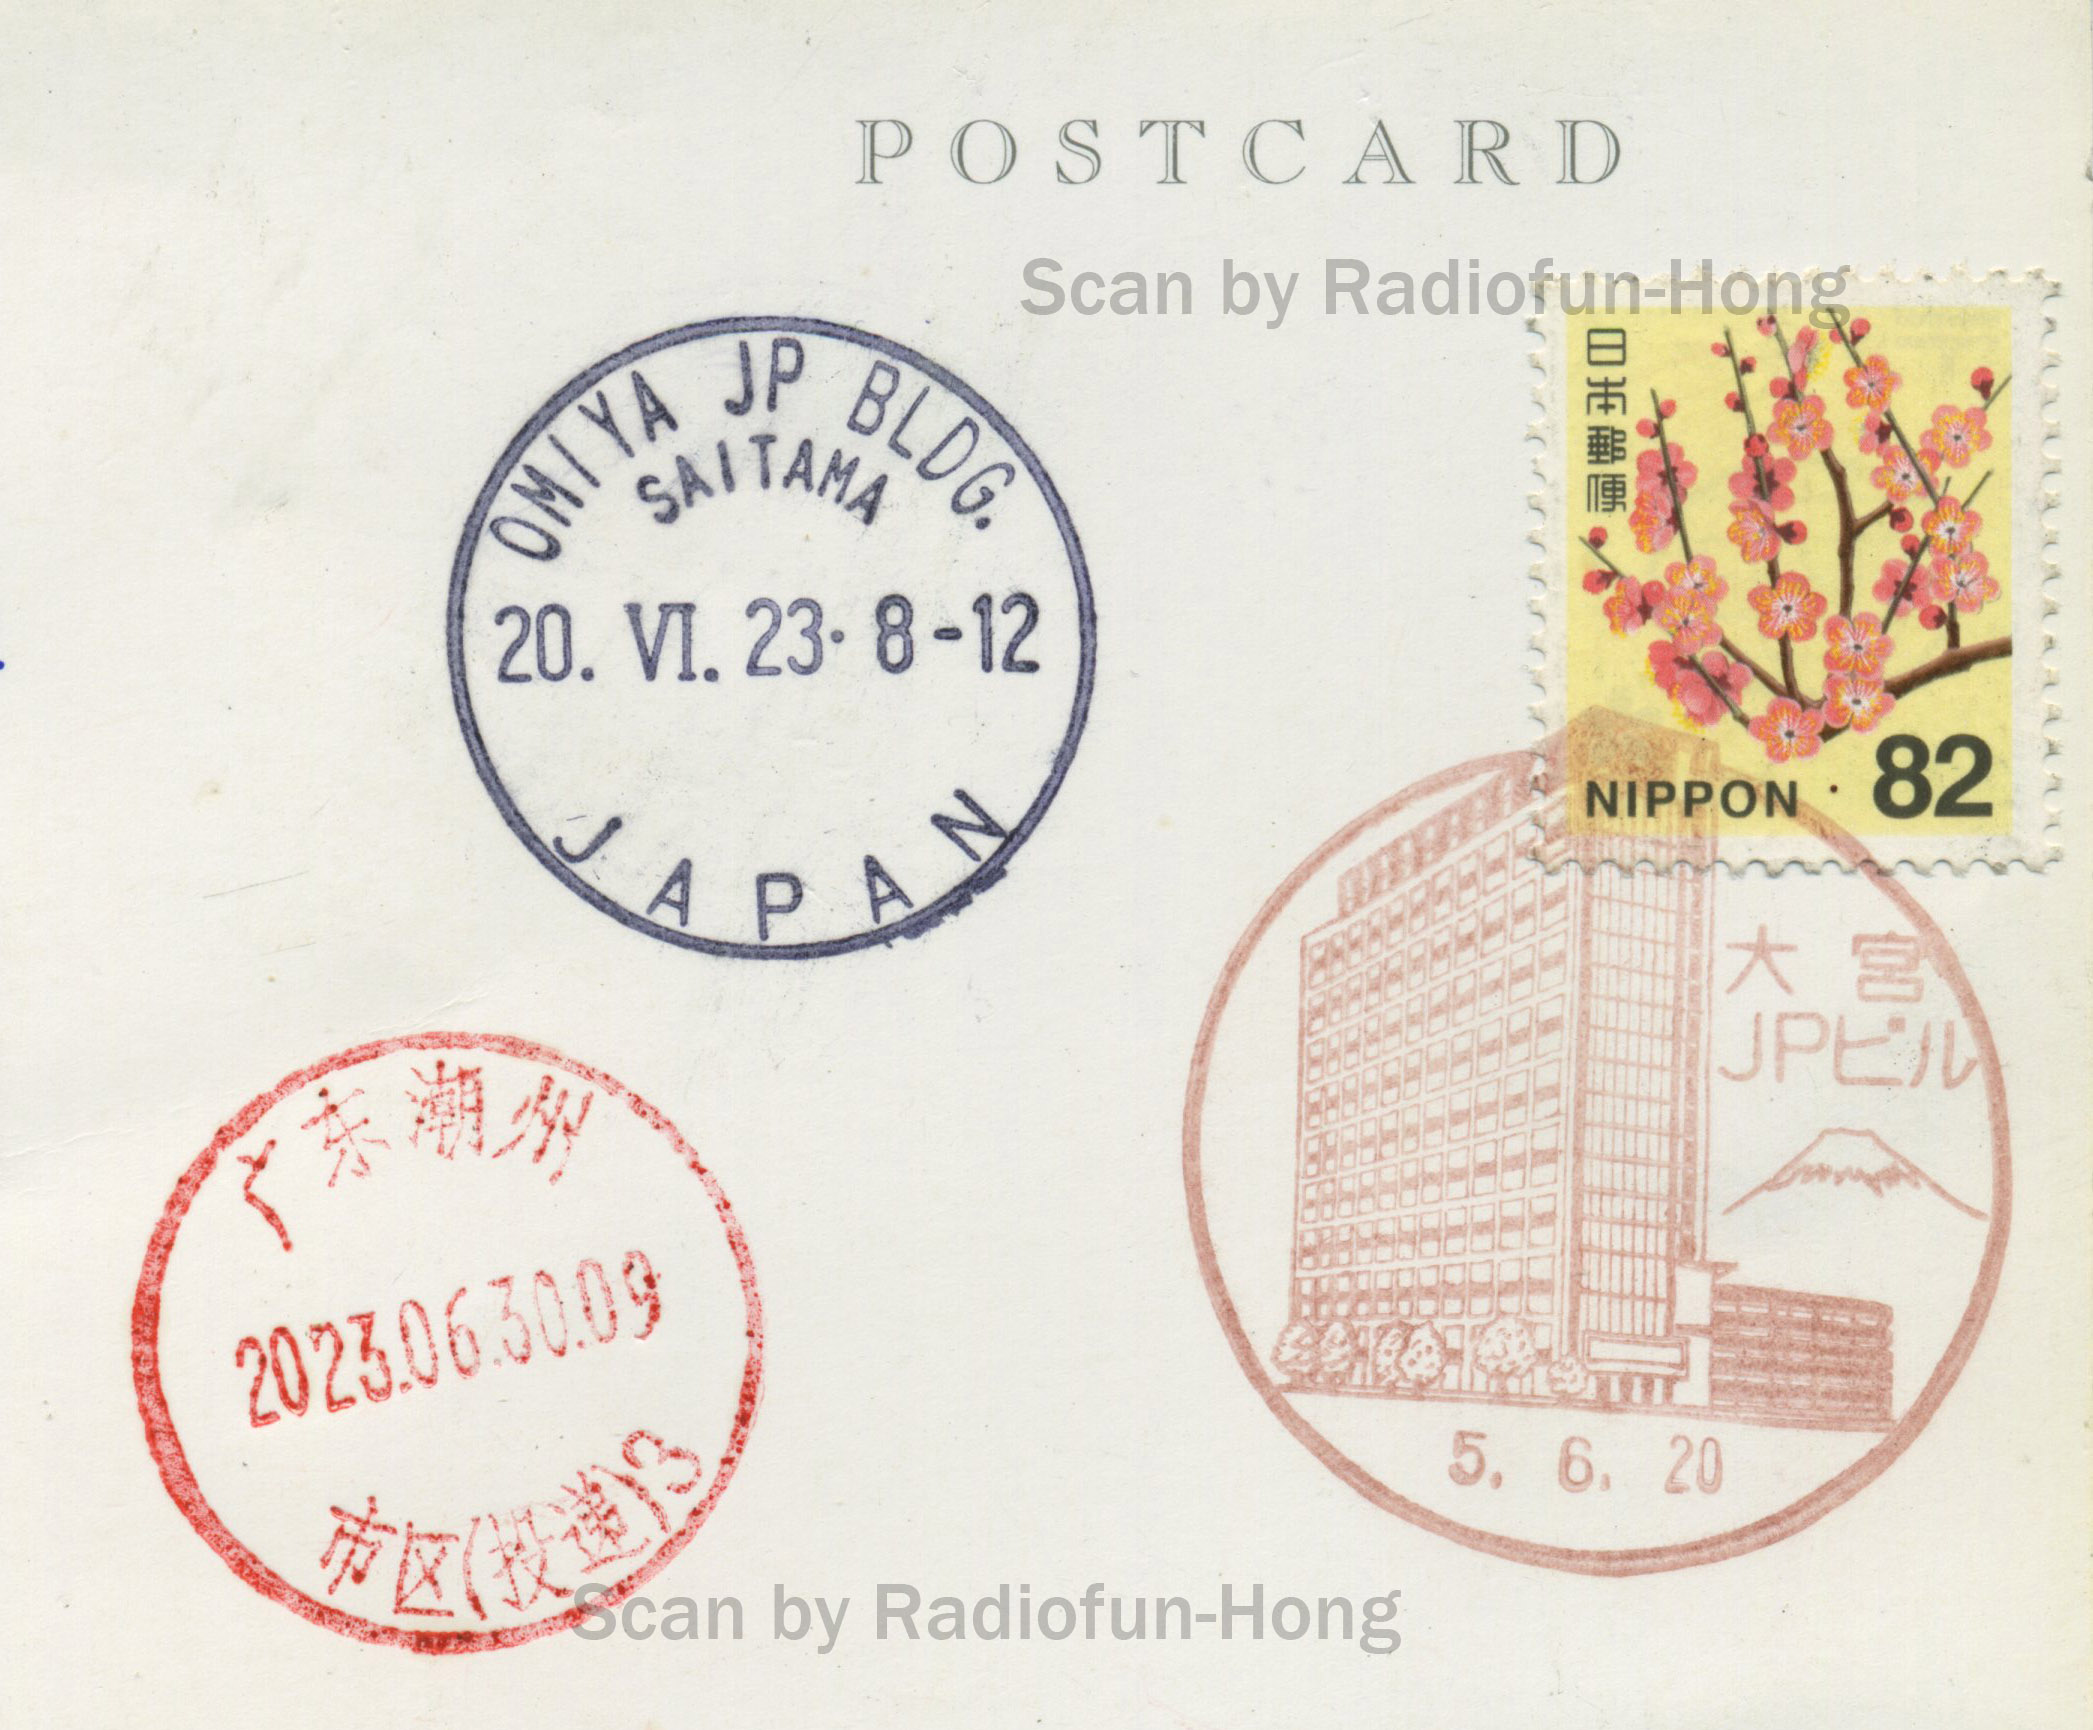 POSTCARD
Scan by Radiofun-Hong
日本郵便
NIPPON 82
OMIYA JP BLDG.
SAITAMA
20. VI. 23. 8-12
JAPAN
大宮
JPビル
5. 6. 20
广东潮州
2023.06.30.09
市区(投递)3
Scan by Radiofun-Hong